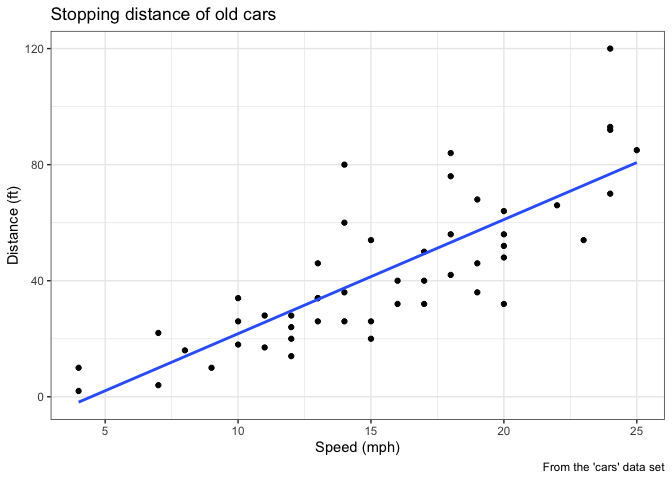 Stopping distance of old cars
120
80
40
0
Distance (ft)
5 10 15 20 25
Speed (mph)
From the 'cars' data set